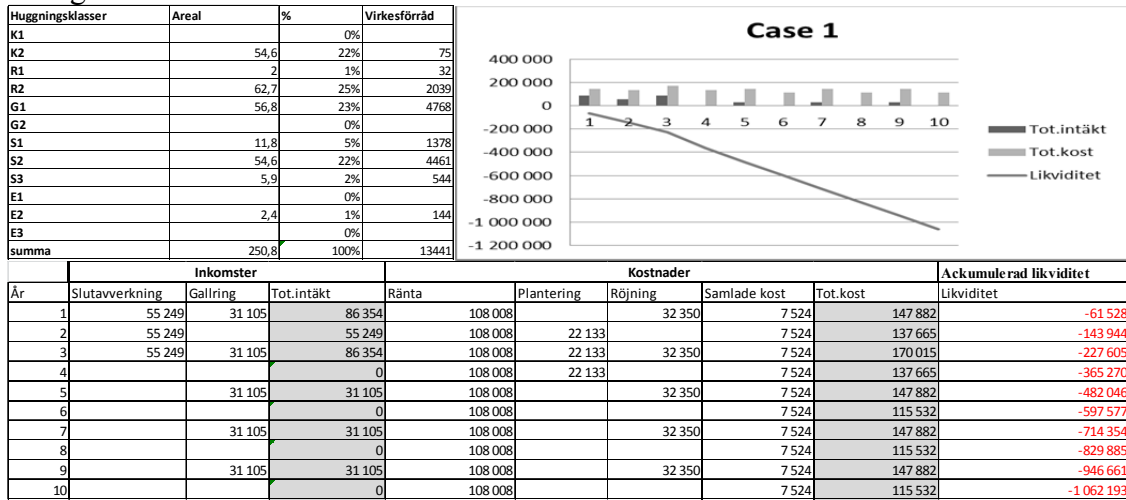 Huggningsklasser Areal % Virkesförråd
K1 0%
K2 54,6 22% 75
R1 2 1% 32
R2 62,7 25% 2039
G1 56,8 23% 4768
G2 0%
S1 11,8 5% 1378
S2 54,6 22% 4461
S3 5,9 2% 544
E1 0%
E2 2,4 1% 144
E3 0%
summa 250,8 100% 13441
Case 1
400 000
200 000
0
-200 000
-400 000
-600 000
-800 000
-1 000 000
-1 200 000
1 2 3 4 5 6 7 8 9 10
Tot.intäkt
Tot.kost
Likviditet
Inkomster Kostnader Ackumulerad likviditet
År Slutavverkning Gallring Tot.intäkt Ränta Plantering Röjning Samlade kost Tot.kost Likviditet
1 55 249 31 105 86 354 108 008 32 350 7 524 147 882 -61 528
2 55 249 55 249 108 008 22 133 7 524 137 665 -143 944
3 55 249 31 105 86 354 108 008 22 133 32 350 7 524 170 015 -227 605
4 0 108 008 22 133 7 524 137 665 -365 270
5 31 105 31 105 108 008 32 350 7 524 147 882 -482 046
6 0 108 008 7 524 115 532 -597 577
7 31 105 31 105 108 008 32 350 7 524 147 882 -714 354
8 0 108 008 7 524 115 532 -829 885
9 31 105 31 105 108 008 32 350 7 524 147 882 -946 661
10 0 108 008 7 524 115 532 -1 062 193